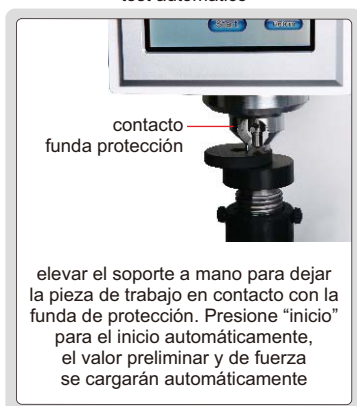 test automático
Start
contacto
funda protección
elevar el soporte a mano para dejar
la pieza de trabajo en contacto con la
funda de protección. Presione “inicio”
para el inicio automáticamente,
el valor preliminar y de fuerza
se cargarán automáticamente